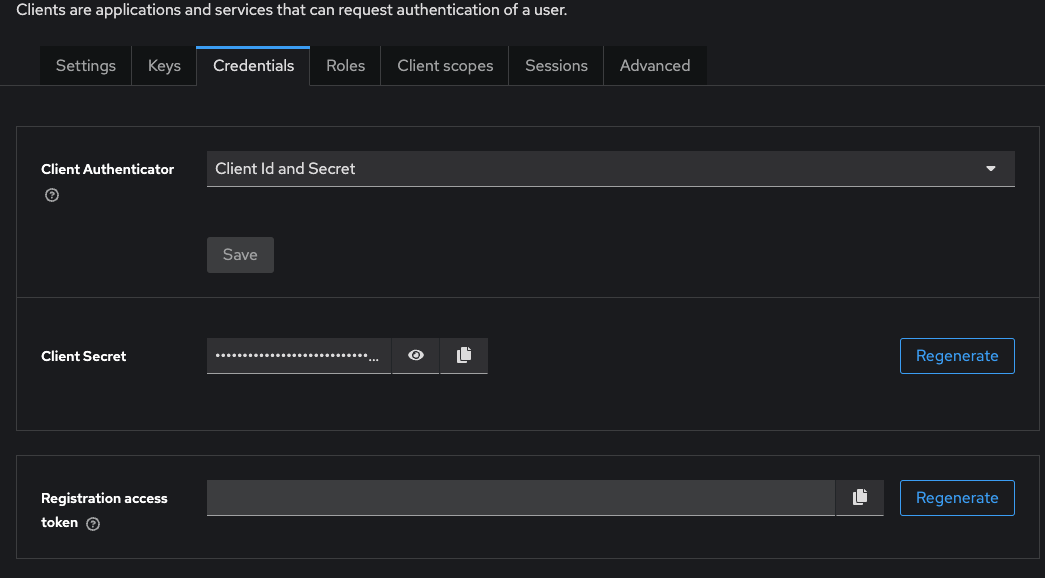 Clients are applications and services that can request authentication of a user.
Settings Keys Credentials Roles Client scopes Sessions Advanced
Client Authenticator Client Id and Secret
Save
Client Secret ••••••••••••••••••••••••••••... Regenerate
Registration access
token
Regenerate